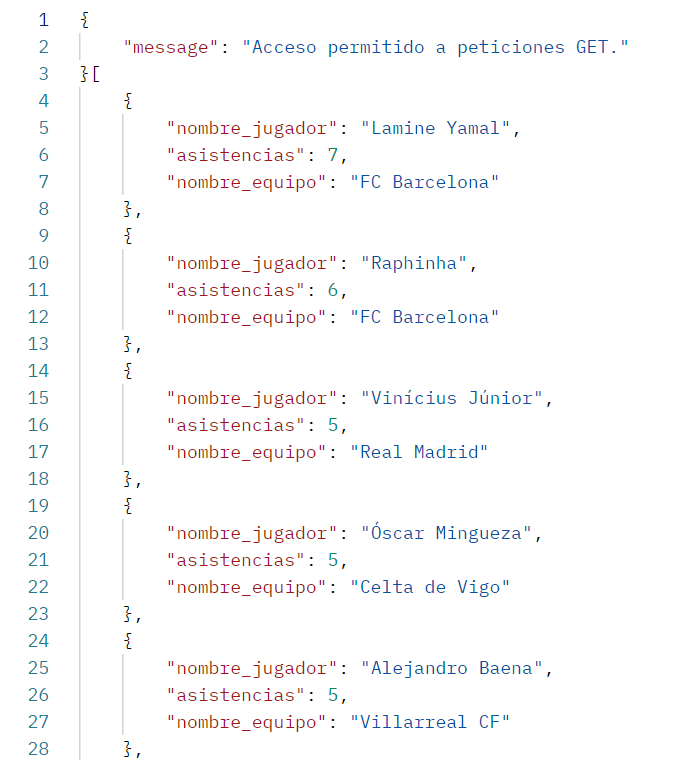 1 {
2 "message": "Acceso permitido a peticiones GET."
3 }[
4 {
5 "nombre_jugador": "Lamine Yamal",
6 "asistencias": 7,
7 "nombre_equipo": "FC Barcelona"
8 },
9 {
10 "nombre_jugador": "Raphinha",
11 "asistencias": 6,
12 "nombre_equipo": "FC Barcelona"
13 },
14 {
15 "nombre_jugador": "Vinícius Júnior",
16 "asistencias": 5,
17 "nombre_equipo": "Real Madrid"
18 },
19 {
20 "nombre_jugador": "Óscar Mingueza",
21 "asistencias": 5,
22 "nombre_equipo": "Celta de Vigo"
23 },
24 {
25 "nombre_jugador": "Alejandro Baena",
26 "asistencias": 5,
27 "nombre_equipo": "Villarreal CF"
28 },